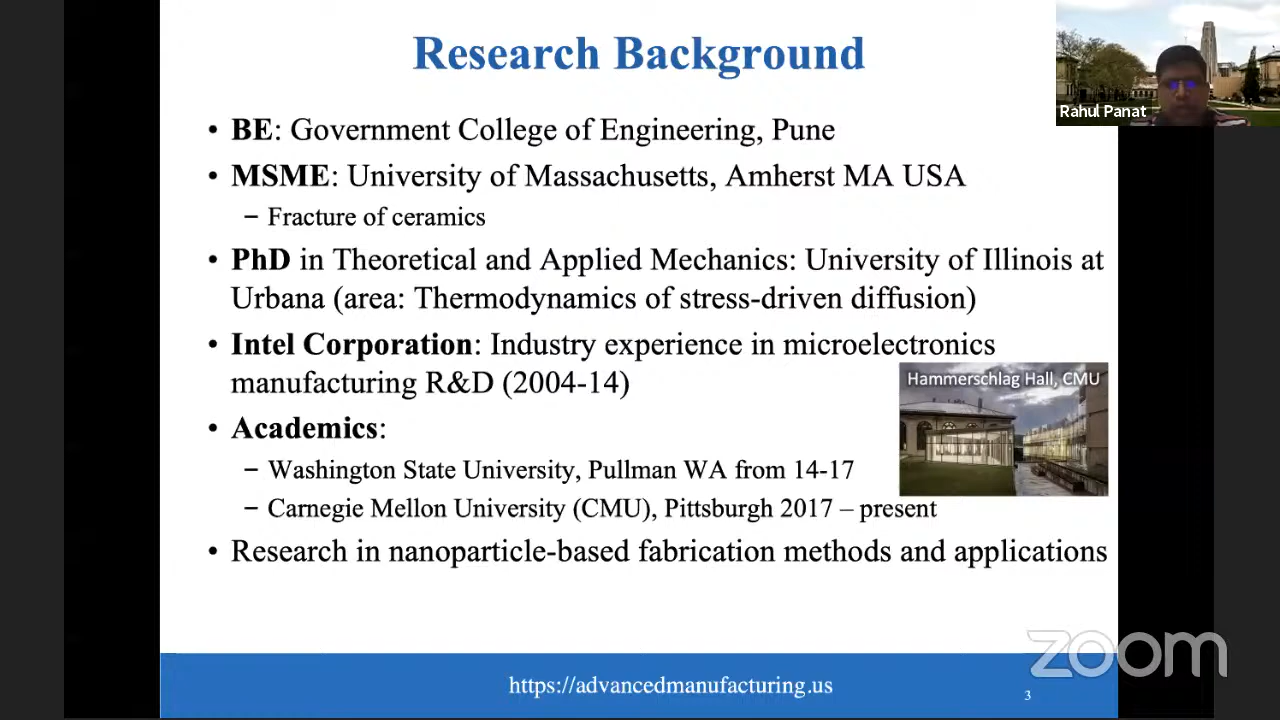 Research Background
Rahul Panat
• BE: Government College of Engineering, Pune
• MSME: University of Massachusetts, Amherst MA USA
– Fracture of ceramics
• PhD in Theoretical and Applied Mechanics: University of Illinois at
Urbana (area: Thermodynamics of stress-driven diffusion)
• Intel Corporation: Industry experience in microelectronics
manufacturing R&D (2004-14)
Hammerschlag Hall, CMU
• Academics:
– Washington State University, Pullman WA from 14-17
– Carnegie Mellon University (CMU), Pittsburgh 2017 – present
• Research in nanoparticle-based fabrication methods and applications
zoom
https://advancedmanufacturing.us
3